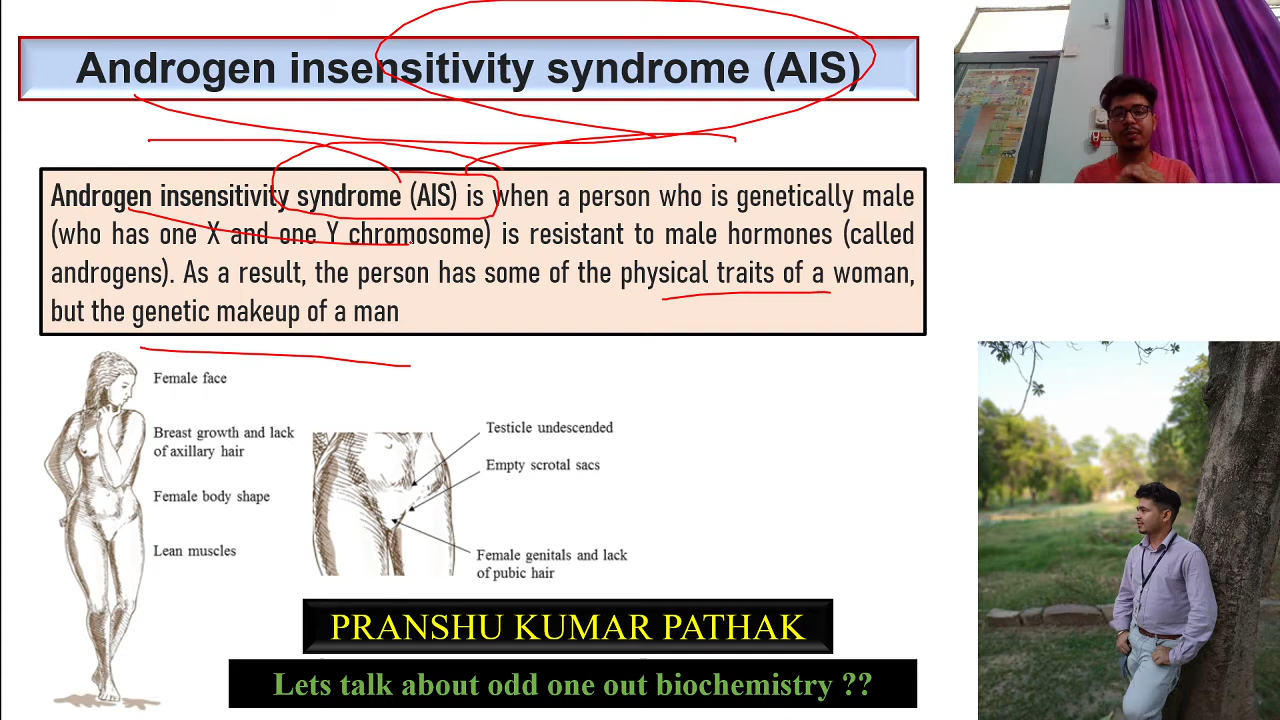 Androgen insensitivity syndrome (AIS)
Androgen insensitivity syndrome (AIS) is when a person who is genetically male
(who has one X and one Y chromosome) is resistant to male hormones (called
androgens). As a result, the person has some of the physical traits of a woman,
but the genetic makeup of a man
Female face
Breast growth and lack
of axillary hair
Female body shape
Lean muscles
Testicle undescended
Empty scrotal sacs
Female genitals and lack
of pubic hair
PRANSHU KUMAR PATHAK
Lets talk about odd one out biochemistry ??